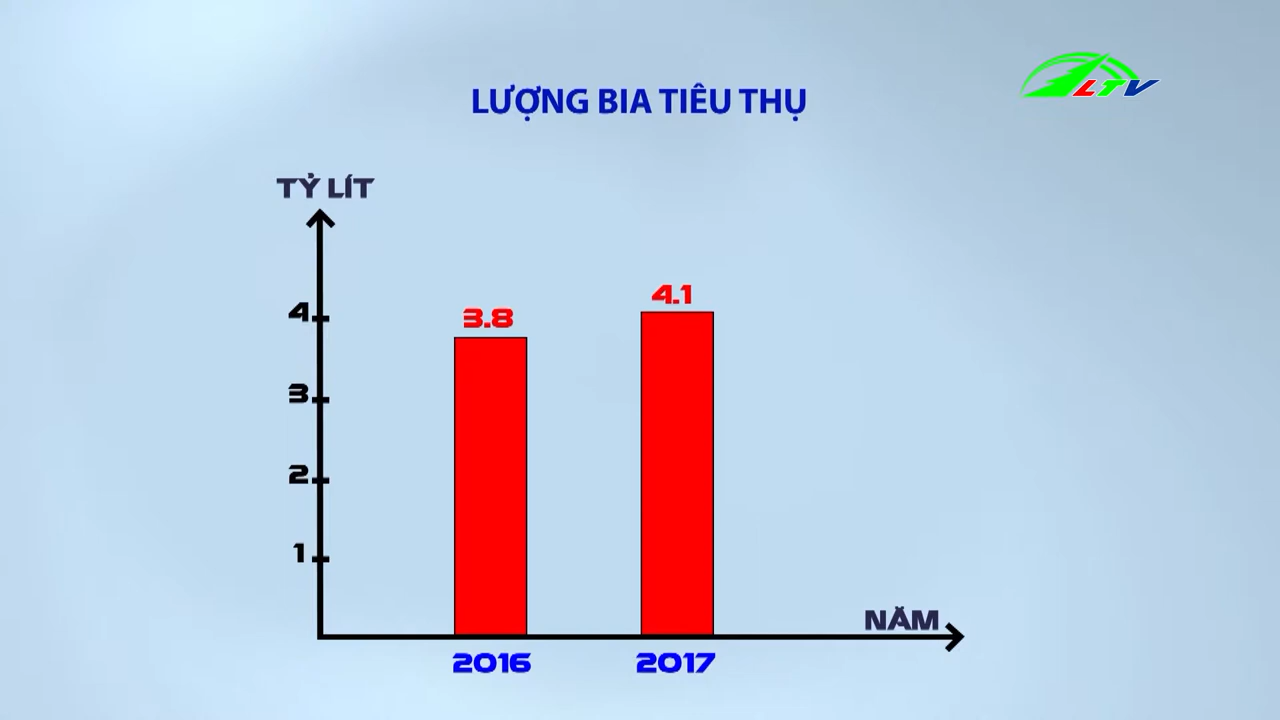 LTV
LƯỢNG BIA TIÊU THỤ
TỶ LÍT
4
3
2
1
3.8
4.1
NĂM
2016
2017